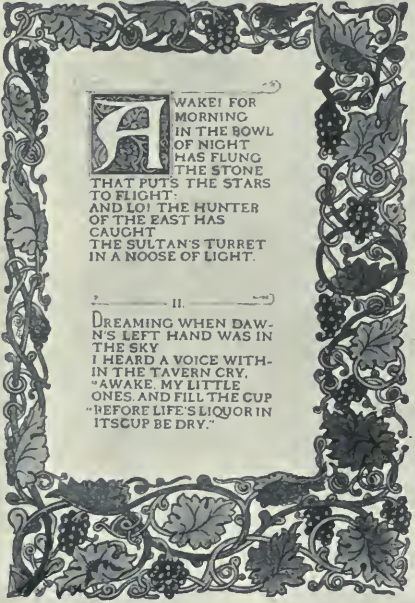 AWAKE! FOR
MORNING
IN THE BOWL
OF NIGHT
HAS FLUNG
THE STONE
THAT PUTS THE STARS
TO FLIGHT:
AND LO! THE HUNTER
OF THE EAST HAS
CAUGHT
THE SULTAN'S TURRET
IN A NOOSE OF LIGHT.
II.
DREAMING WHEN DAW-
N'S LEFT HAND WAS IN
THE SKY
I HEARD A VOICE WITH-
IN THE TAVERN CRY,
"AWAKE, MY LITTLE
ONES, AND FILL THE CUP
"BEFORE LIFE'S LIQUOR IN
ITS CUP BE DRY."